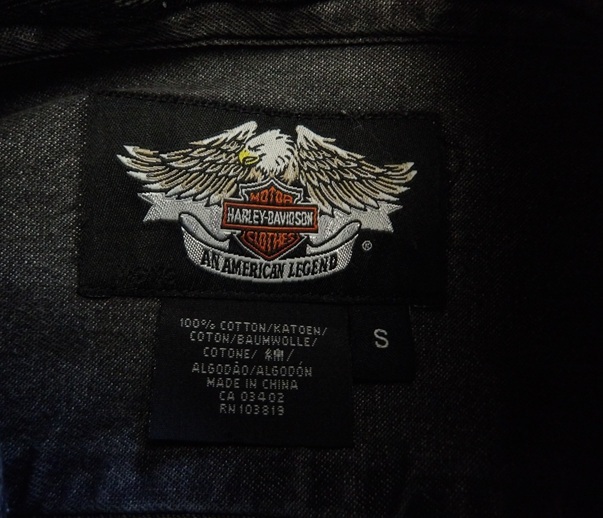 MOTOR
HARLEY-DAVIDSON
CLOTHES
AN AMERICAN LEGEND
®
100% COTTON/KATOEN/
COTON/BAUMWOLLE/
COTONE/ 綿/
ALGODÃO/ALGODÓN
MADE IN CHINA
CA 03402
RN103819
S